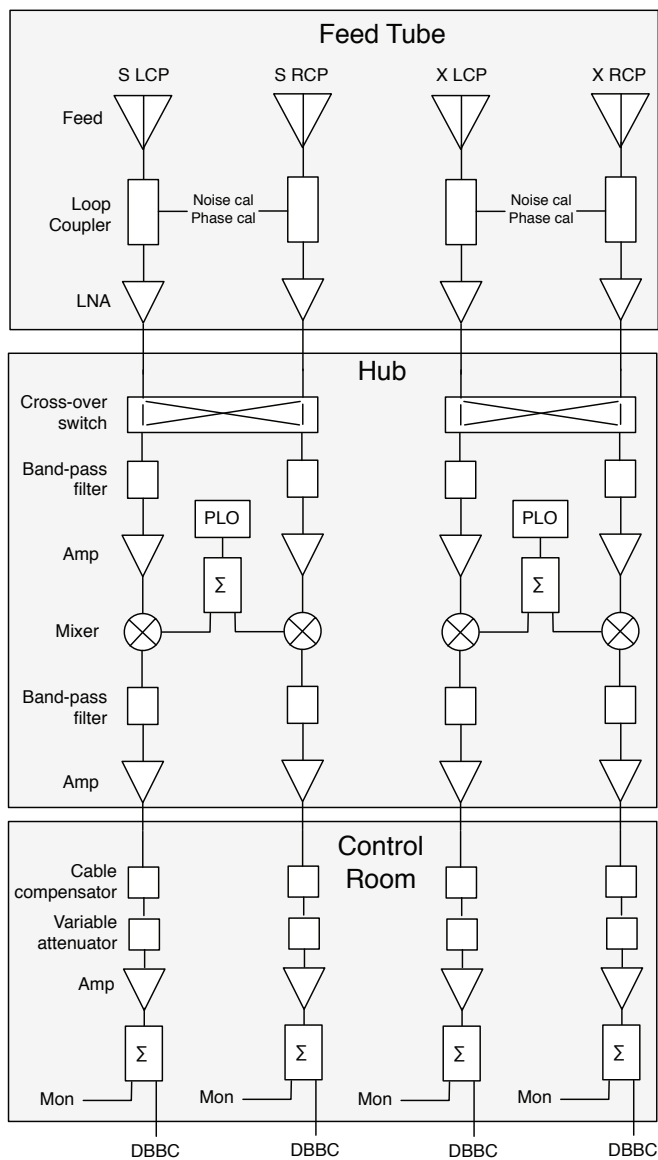 Feed Tube
S LCP S RCP X LCP X RCP
Feed
Loop
Coupler
Noise cal
Phase cal
Noise cal
Phase cal
LNA
Hub
Cross-over
switch
Band-pass
filter
PLO PLO
Amp
Σ Σ
Mixer
Band-pass
filter
Amp
Control
Room
Cable
compensator
Variable
attenuator
Amp
Σ Σ Σ Σ
Mon Mon Mon Mon
DBBC DBBC DBBC DBBC